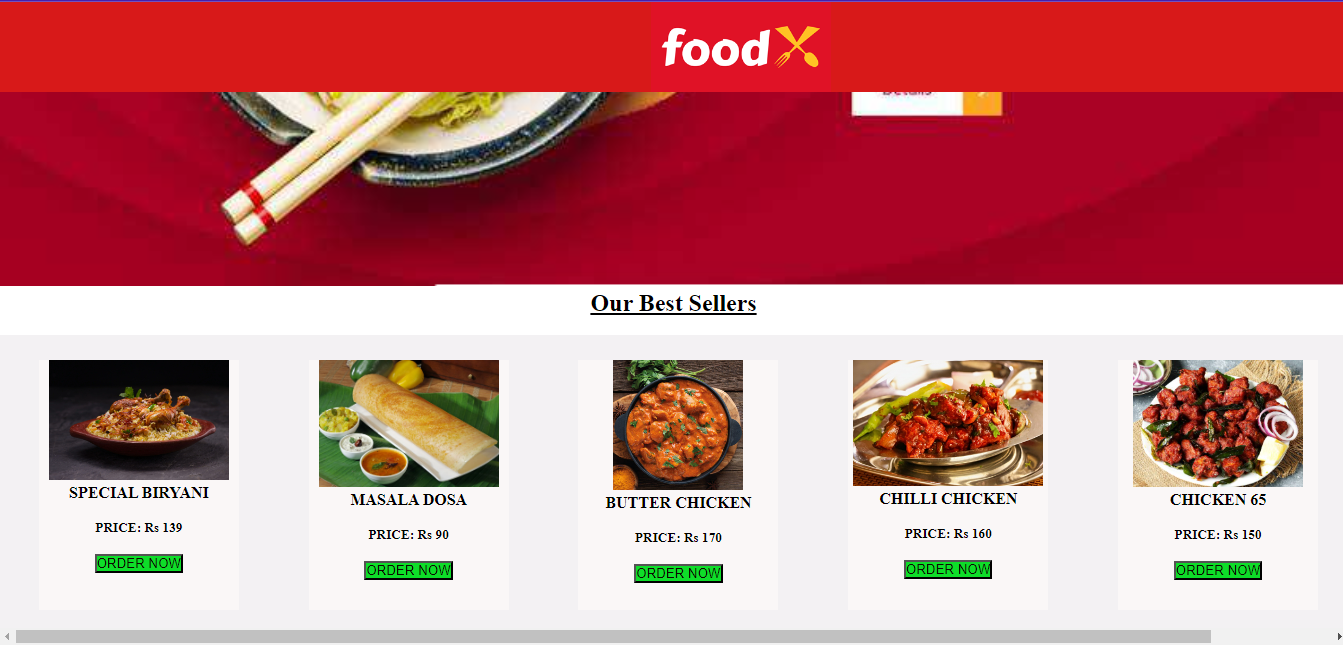 foodX
Details
Our Best Sellers
SPECIAL BIRYANI
PRICE: Rs 139
ORDER NOW
MASALA DOSA
PRICE: Rs 90
ORDER NOW
BUTTER CHICKEN
PRICE: Rs 170
ORDER NOW
CHILLI CHICKEN
PRICE: Rs 160
ORDER NOW
CHICKEN 65
PRICE: Rs 150
ORDER NOW